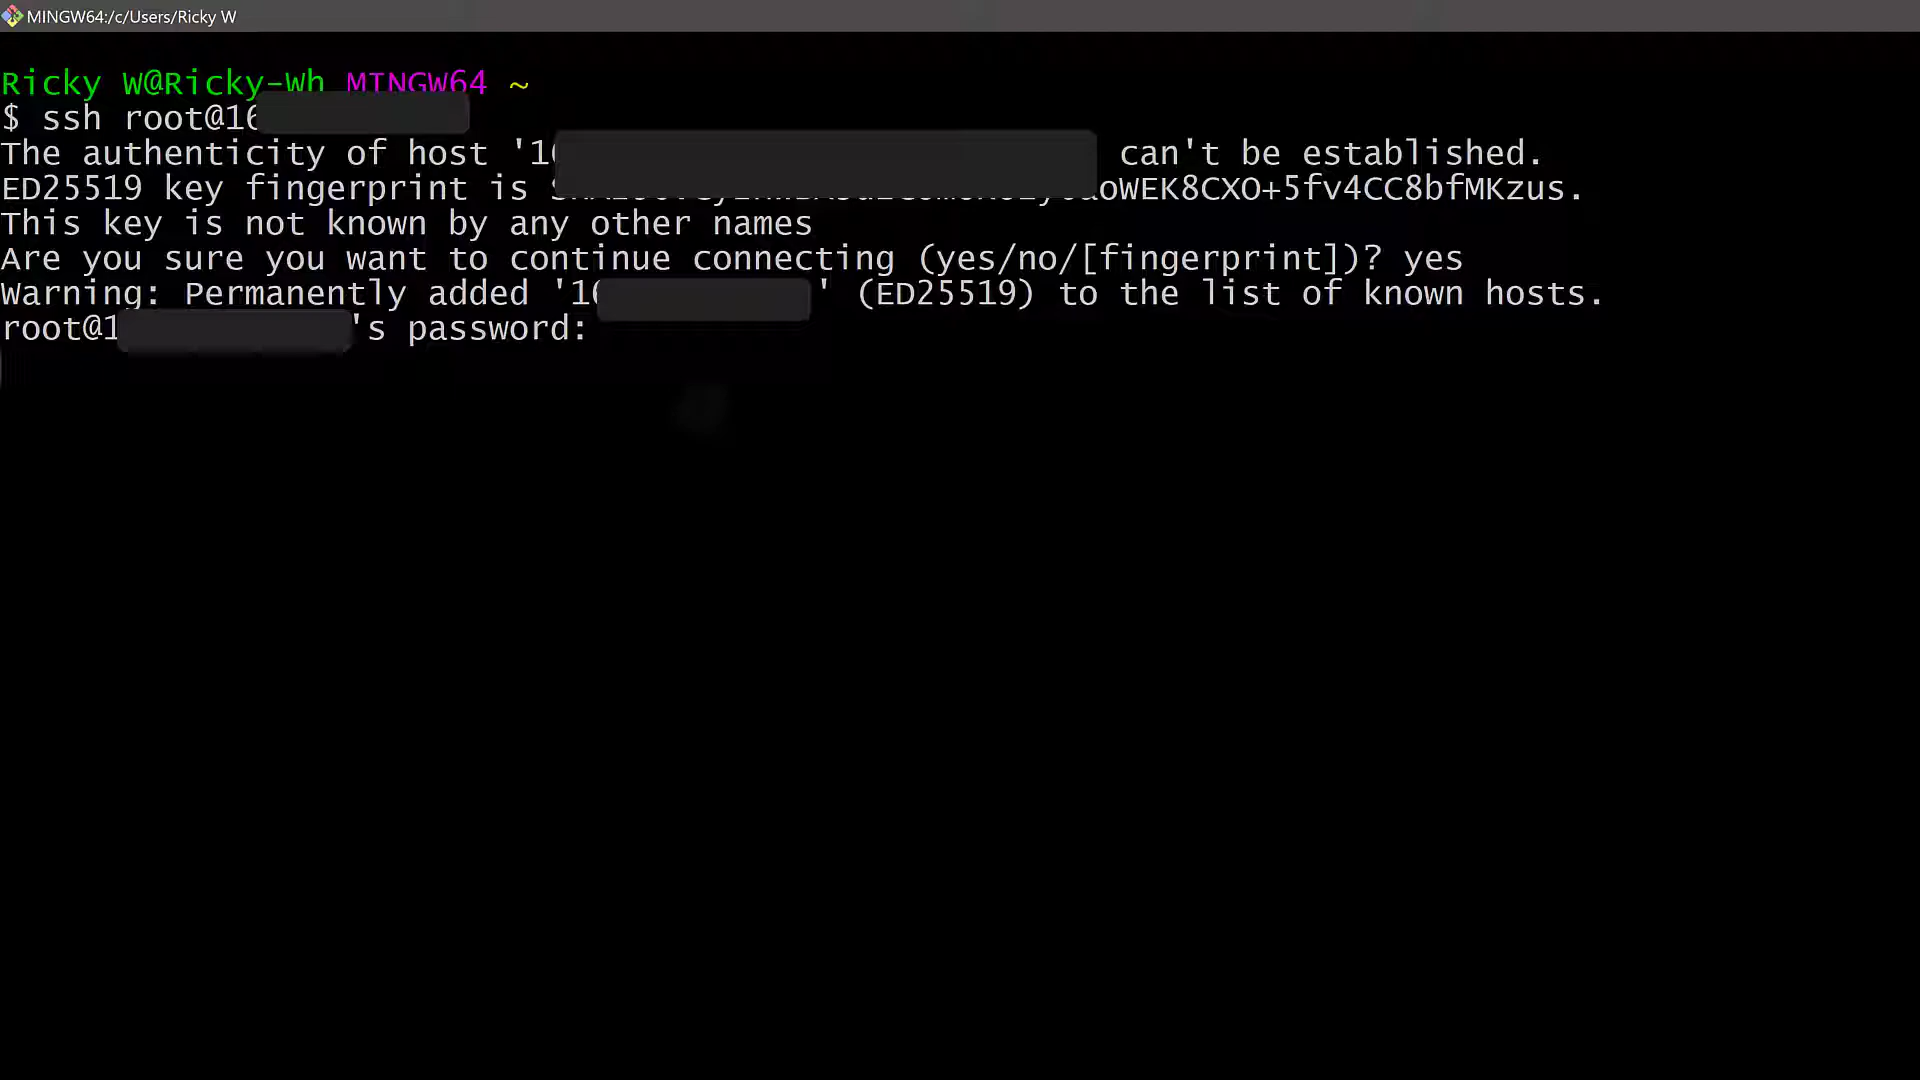 MINGW64:/c/Users/Ricky W
Ricky W@Ricky-Wh MINGW64 ~
$ ssh root@16
The authenticity of host '1 can't be established.
ED25519 key fingerprint is oWEK8CXO+5fv4CC8bfMKzus.
This key is not known by any other names
Are you sure you want to continue connecting (yes/no/[fingerprint])? yes
Warning: Permanently added '16 ' (ED25519) to the list of known hosts.
root@1 's password: